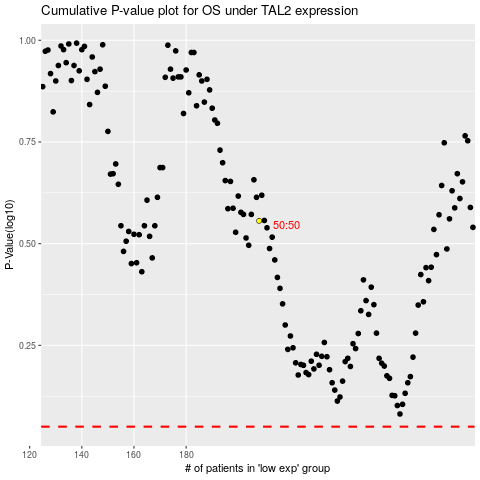 Cumulative P-value plot for OS under TAL2 expression
P-Value(log10)
1.00
0.75
0.50
0.25
50:50
120 140 160 180
# of patients in 'low exp' group